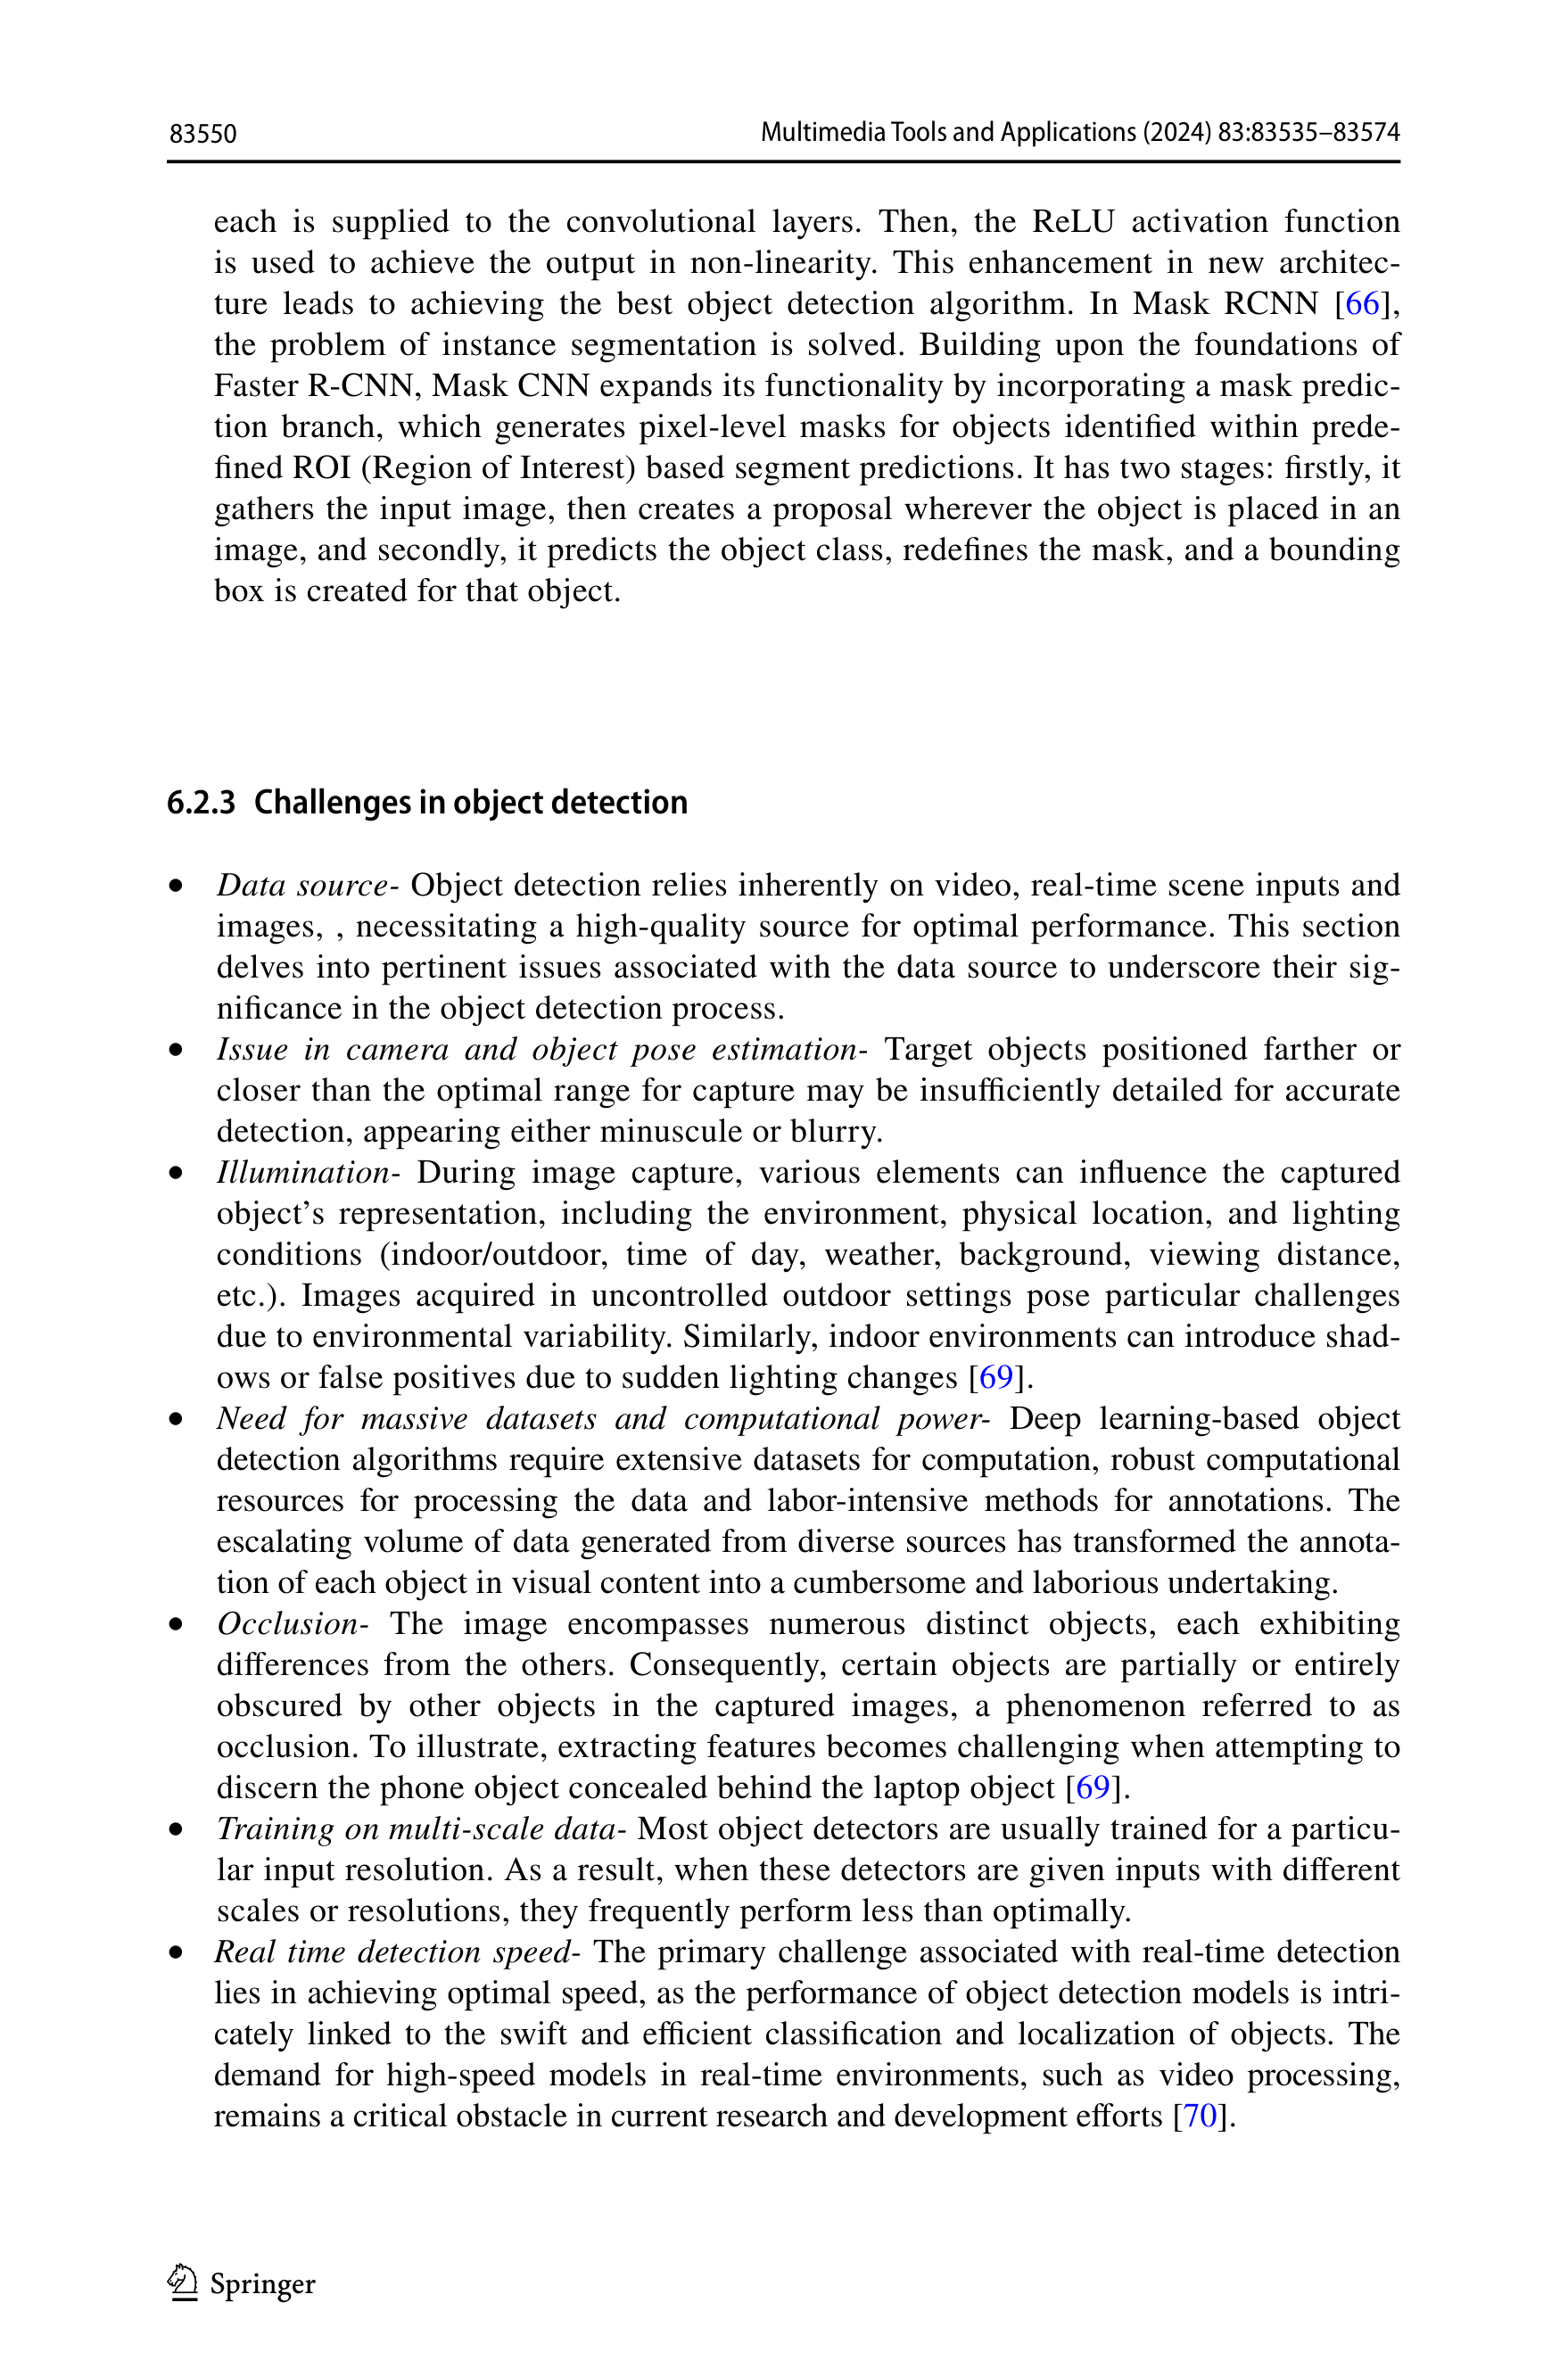 83550
Multimedia Tools and Applications (2024) 83:83535–83574
each is supplied to the convolutional layers. Then, the ReLU activation function
is used to achieve the output in non-linearity. This enhancement in new architec-
ture leads to achieving the best object detection algorithm. In Mask RCNN [66],
the problem of instance segmentation is solved. Building upon the foundations of
Faster R-CNN, Mask CNN expands its functionality by incorporating a mask predic-
tion branch, which generates pixel-level masks for objects identified within prede-
fined ROI (Region of Interest) based segment predictions. It has two stages: firstly, it
gathers the input image, then creates a proposal wherever the object is placed in an
image, and secondly, it predicts the object class, redefines the mask, and a bounding
box is created for that object.
6.2.3 Challenges in object detection
• Data source- Object detection relies inherently on video, real-time scene inputs and
images, , necessitating a high-quality source for optimal performance. This section
delves into pertinent issues associated with the data source to underscore their sig-
nificance in the object detection process.
• Issue in camera and object pose estimation- Target objects positioned farther or
closer than the optimal range for capture may be insufficiently detailed for accurate
detection, appearing either minuscule or blurry.
• Illumination- During image capture, various elements can influence the captured
object’s representation, including the environment, physical location, and lighting
conditions (indoor/outdoor, time of day, weather, background, viewing distance,
etc.). Images acquired in uncontrolled outdoor settings pose particular challenges
due to environmental variability. Similarly, indoor environments can introduce shad-
ows or false positives due to sudden lighting changes [69].
• Need for massive datasets and computational power- Deep learning-based object
detection algorithms require extensive datasets for computation, robust computational
resources for processing the data and labor-intensive methods for annotations. The
escalating volume of data generated from diverse sources has transformed the annota-
tion of each object in visual content into a cumbersome and laborious undertaking.
• Occlusion- The image encompasses numerous distinct objects, each exhibiting
differences from the others. Consequently, certain objects are partially or entirely
obscured by other objects in the captured images, a phenomenon referred to as
occlusion. To illustrate, extracting features becomes challenging when attempting to
discern the phone object concealed behind the laptop object [69].
• Training on multi-scale data- Most object detectors are usually trained for a particu-
lar input resolution. As a result, when these detectors are given inputs with different
scales or resolutions, they frequently perform less than optimally.
• Real time detection speed- The primary challenge associated with real-time detection
lies in achieving optimal speed, as the performance of object detection models is intri-
cately linked to the swift and efficient classification and localization of objects. The
demand for high-speed models in real-time environments, such as video processing,
remains a critical obstacle in current research and development efforts [70].
Springer